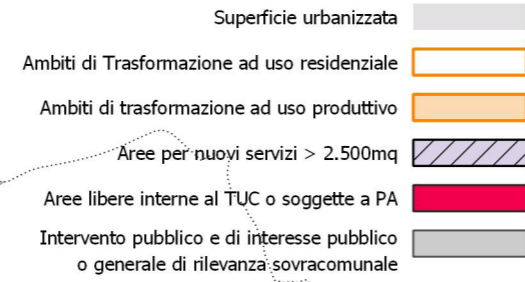 Superficie urbanizzata
Ambiti di Trasformazione ad uso residenziale
Ambiti di trasformazione ad uso produttivo
Aree per nuovi servizi > 2.500mq
Aree libere interne al TUC o soggette a PA
Intervento pubblico e di interesse pubblico
o generale di rilevanza sovracomunale